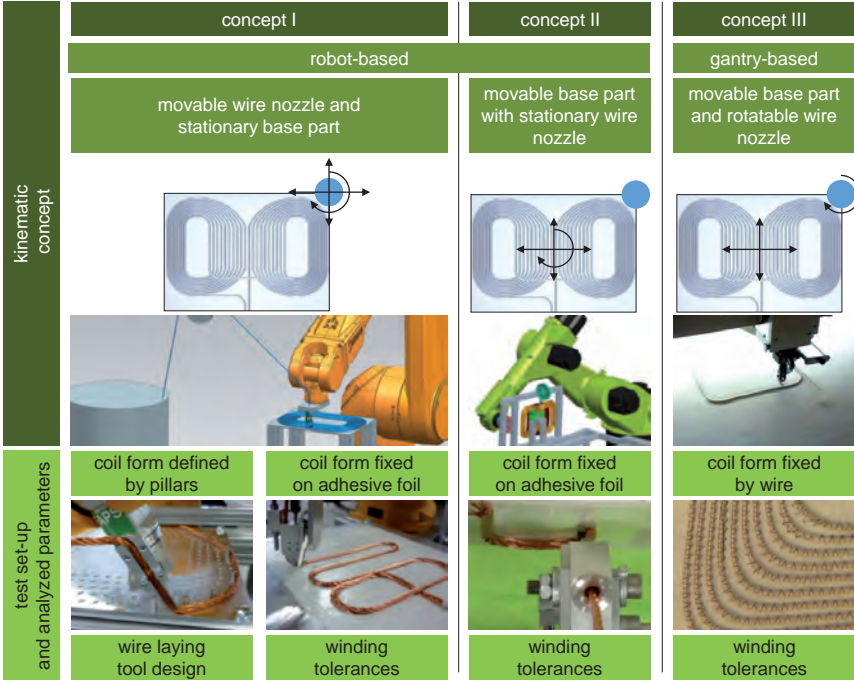 concept I
concept II
concept III
robot-based
gantry-based
movable wire nozzle and
stationary base part
movable base part
with stationary wire
nozzle
movable base part
and rotatable wire
nozzle
kinematic
concept
coil form defined
by pillars
coil form fixed
on adhesive foil
coil form fixed
on adhesive foil
coil form fixed
by wire
test set-up
and analyzed parameters
wire laying
tool design
winding
tolerances
winding
tolerances
winding
tolerances